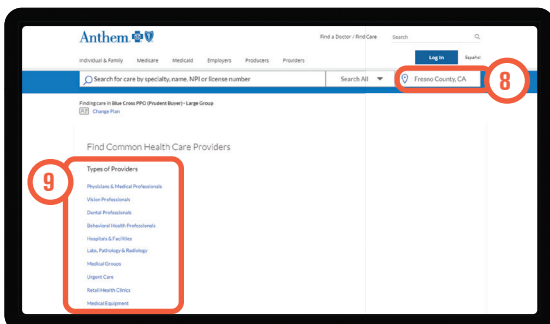 Anthem
Find a Doctor / Find Care
Search
Individual & Family Medicare Medicaid Employers Producers Providers
Log In Español
Search for care by specialty, name, NPI or license number
Search All
Fresno County, CA
8
Finding care in Blue Cross PPO (Prudent Buyer) - Large Group
Change Plan
Find Common Health Care Providers
9
Types of Providers
Physicians & Medical Professionals
Vision Professionals
Dental Professionals
Behavioral Health Professionals
Hospitals & Facilities
Labs, Pathology & Radiology
Medical Groups
Urgent Care
Retail Health Clinics
Medical Equipment